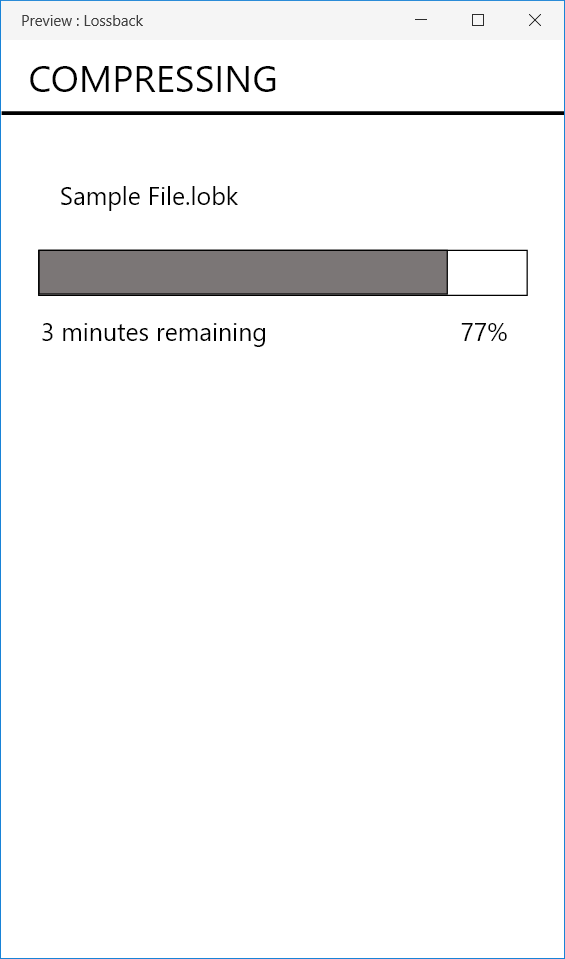 Preview : Lossback
COMPRESSING
Sample File.lobk
3 minutes remaining 77%